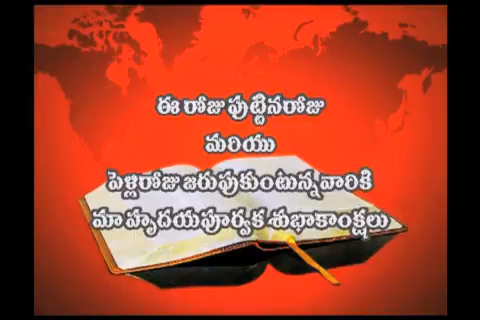 ఈ రోజు పుట్టినరోజు
మరియు
పెళ్లిరోజు జరుపుకుంటున్నవారికి
మా హృదయపూర్వక శుభాకాంక్షలు